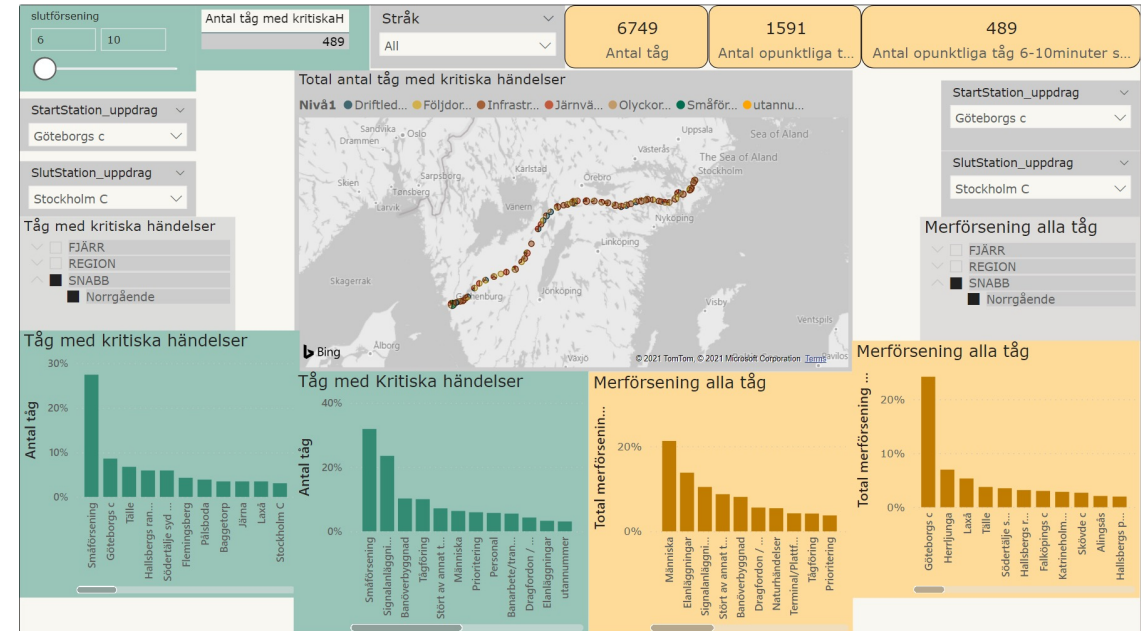 slutförsening
6
10
Antal tåg med kritiskaH
489
Stråk
All
6749
Antal tåg
1591
Antal opunktliga t...
489
Antal opunktliga tåg 6-10minuter s...
StartStation_uppdrag
Göteborgs c
SlutStation_uppdrag
Stockholm C
Tåg med kritiska händelser
FJÄRR
REGION
SNABB
Norrgående
Total antal tåg med kritiska händelser
Nivå1 Driftled... Följdor... Infrastr... Järnvä... Olyckor... Småför... utannu...
Sandvika
Oslo
Drammen
Uppsala
Sea of Aland
Västerås
The Sea of Aland
Stockholm
Skien
Sarpsborg
Karlstad
Örebro
Tønsberg
Larvik
Vänern
Nyköping
Linköping
Skagerrak
Gothenburg
Jönköping
Visby
Ventspils
Ålborg
Växjö
Bing
© 2021 TomTom, © 2021 Microsoft Corporation Terms
StartStation_uppdrag
Göteborgs c
SlutStation_uppdrag
Stockholm C
Merförsening alla tåg
FJÄRR
REGION
SNABB
Norrgående
Tåg med kritiska händelser
Antal tåg
30%
20%
10%
0%
Småförsening
Göteborgs c
Tälle
Hallsbergs ran...
Södertälje syd ...
Flemingsberg
Pålsboda
Baggetorp
Järna
Laxå
Stockholm C
Tåg med Kritiska händelser
Antal tåg
40%
20%
0%
Småförsening
Signalanläggni...
Banöverbyggnad
Tågföring
Stört av annat t...
Människa
Prioritering
Personal
Banarbete/tran...
Dragfordon / ...
Elanläggningar
utannummer
Merförsening alla tåg
Total merförsenin...
20%
0%
Människa
Elanläggningar
Signalanläggni...
Stört av annat t...
Banöverbyggnad
Dragfordon / ...
Naturhändelser
Terminal/Plattf...
Tågföring
Prioritering
Merförsening alla tåg
Total merförsening ...
20%
10%
0%
Göteborgs c
Herrljunga
Laxå
Tälle
Södertälje s...
Hallsbergs r...
Falköpings c
Katrineholm...
Skövde c
Alingsås
Hallsbergs p...